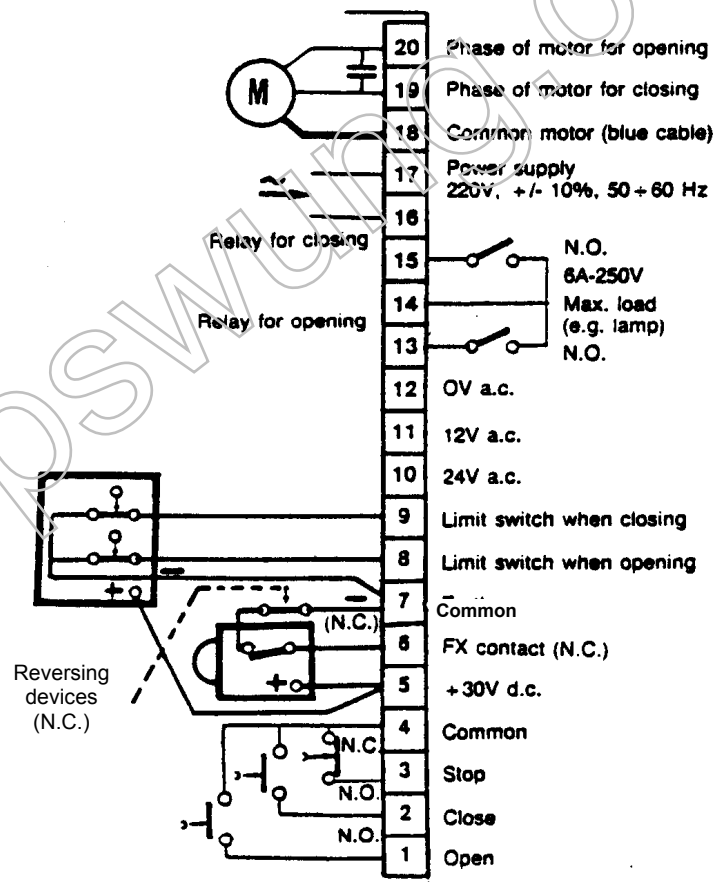 20 Phase of motor for opening
19 Phase of motor for closing
M
18 Common motor (blue cable)
17 Power supply
220V, +/- 10%, 50÷60 Hz
16
Relay for closing
15 N.O.
6A-250V
14 Max. load
(e.g. lamp)
Relay for opening
13 N.O.
12 OV a.c.
11 12V a.c.
10 24V a.c.
9 Limit switch when closing
8 Limit switch when opening
− +
− 7 Common
(N.C.)
6 FX contact (N.C.)
Reversing
devices
(N.C.)
+ 5 +30V d.c.
4 Common
N.C.
3 Stop
N.O.
2 Close
N.O.
1 Open